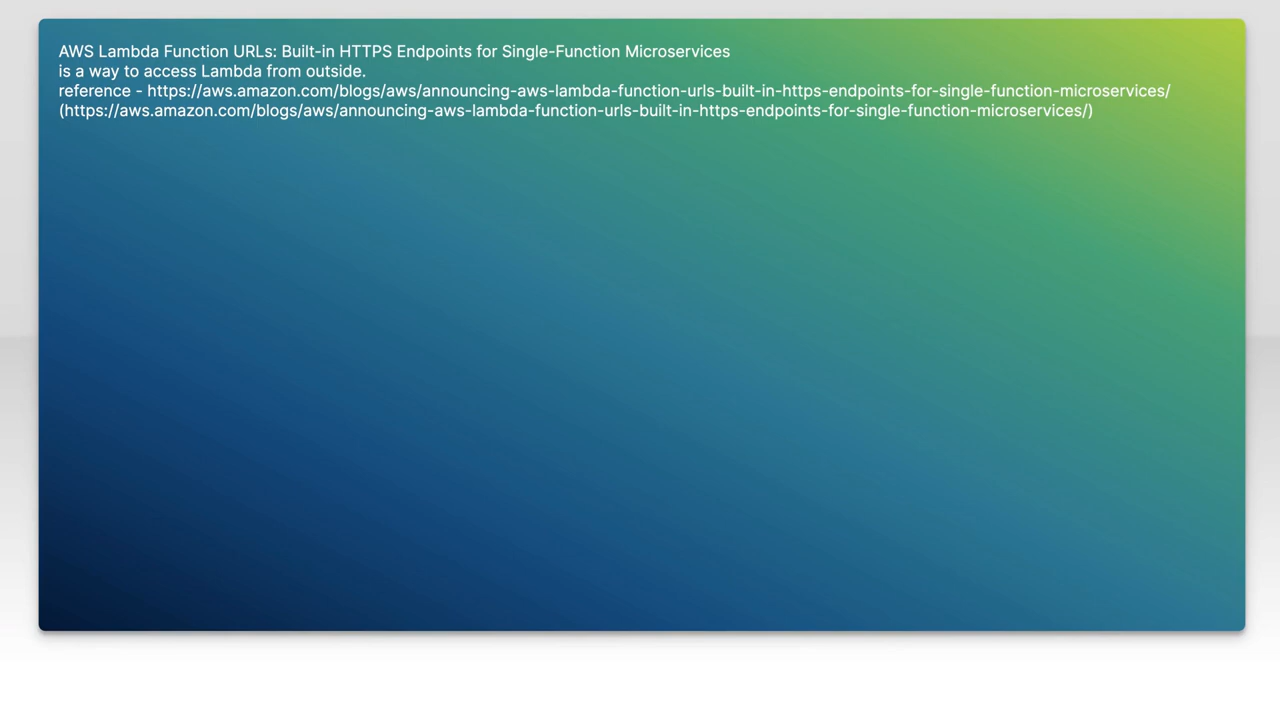 AWS Lambda Function URLs: Built-in HTTPS Endpoints for Single-Function Microservices
is a way to access Lambda from outside.
reference - https://aws.amazon.com/blogs/aws/announcing-aws-lambda-function-urls-built-in-https-endpoints-for-single-function-microservices/
(https://aws.amazon.com/blogs/aws/announcing-aws-lambda-function-urls-built-in-https-endpoints-for-single-function-microservices/)